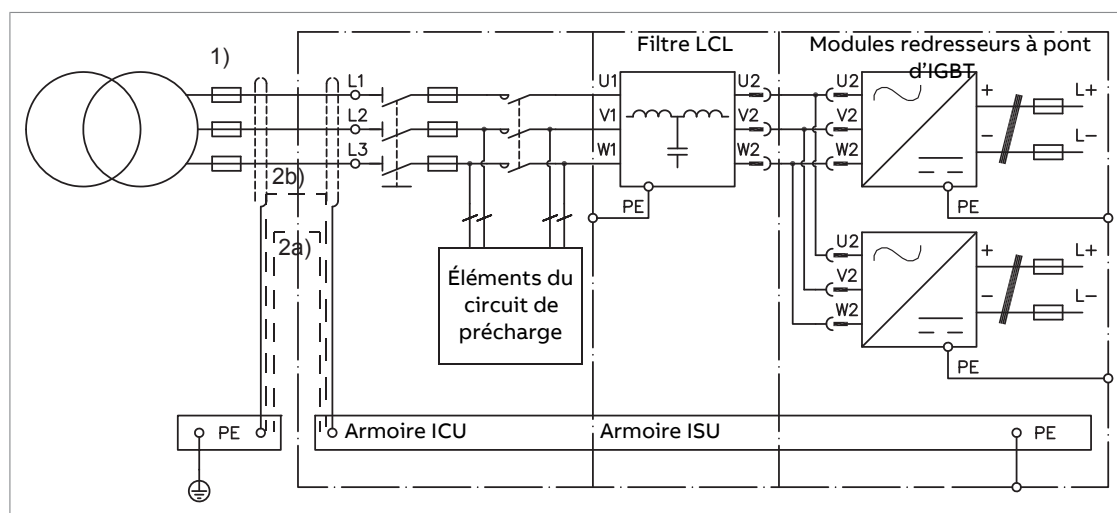 Filtre LCL
Modules redresseurs à pont
d'IGBT
1)
L1
L2
L3
U1
V1
W1
U2
V2
W2
U2
V2
W2
+
−
L+
L−
PE
PE
2b)
2a)
Éléments du
circuit de
précharge
U2
V2
W2
+
−
L+
L−
PE
PE
Armoire ICU
Armoire ISU
PE